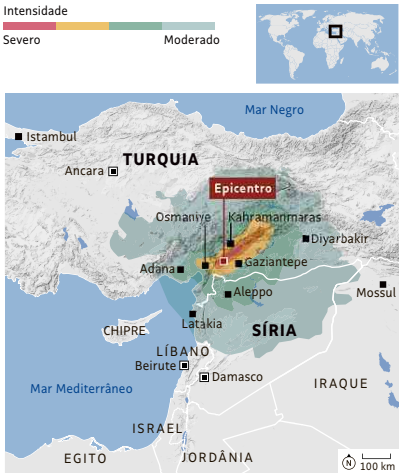 Intensidade
Severo
Moderado
Mar Negro
Istambul
TURQUIA
Ancara
Epicentro
Osmaniye
Kahramanmaras
Diyarbakir
Adana
Gaziantepe
Aleppo
Mossul
Latakia
CHIPRE
SÍRIA
LÍBANO
Beirute
Damasco
IRAQUE
Mar Mediterrâneo
ISRAEL
EGITO
JORDÂNIA
N
100 km